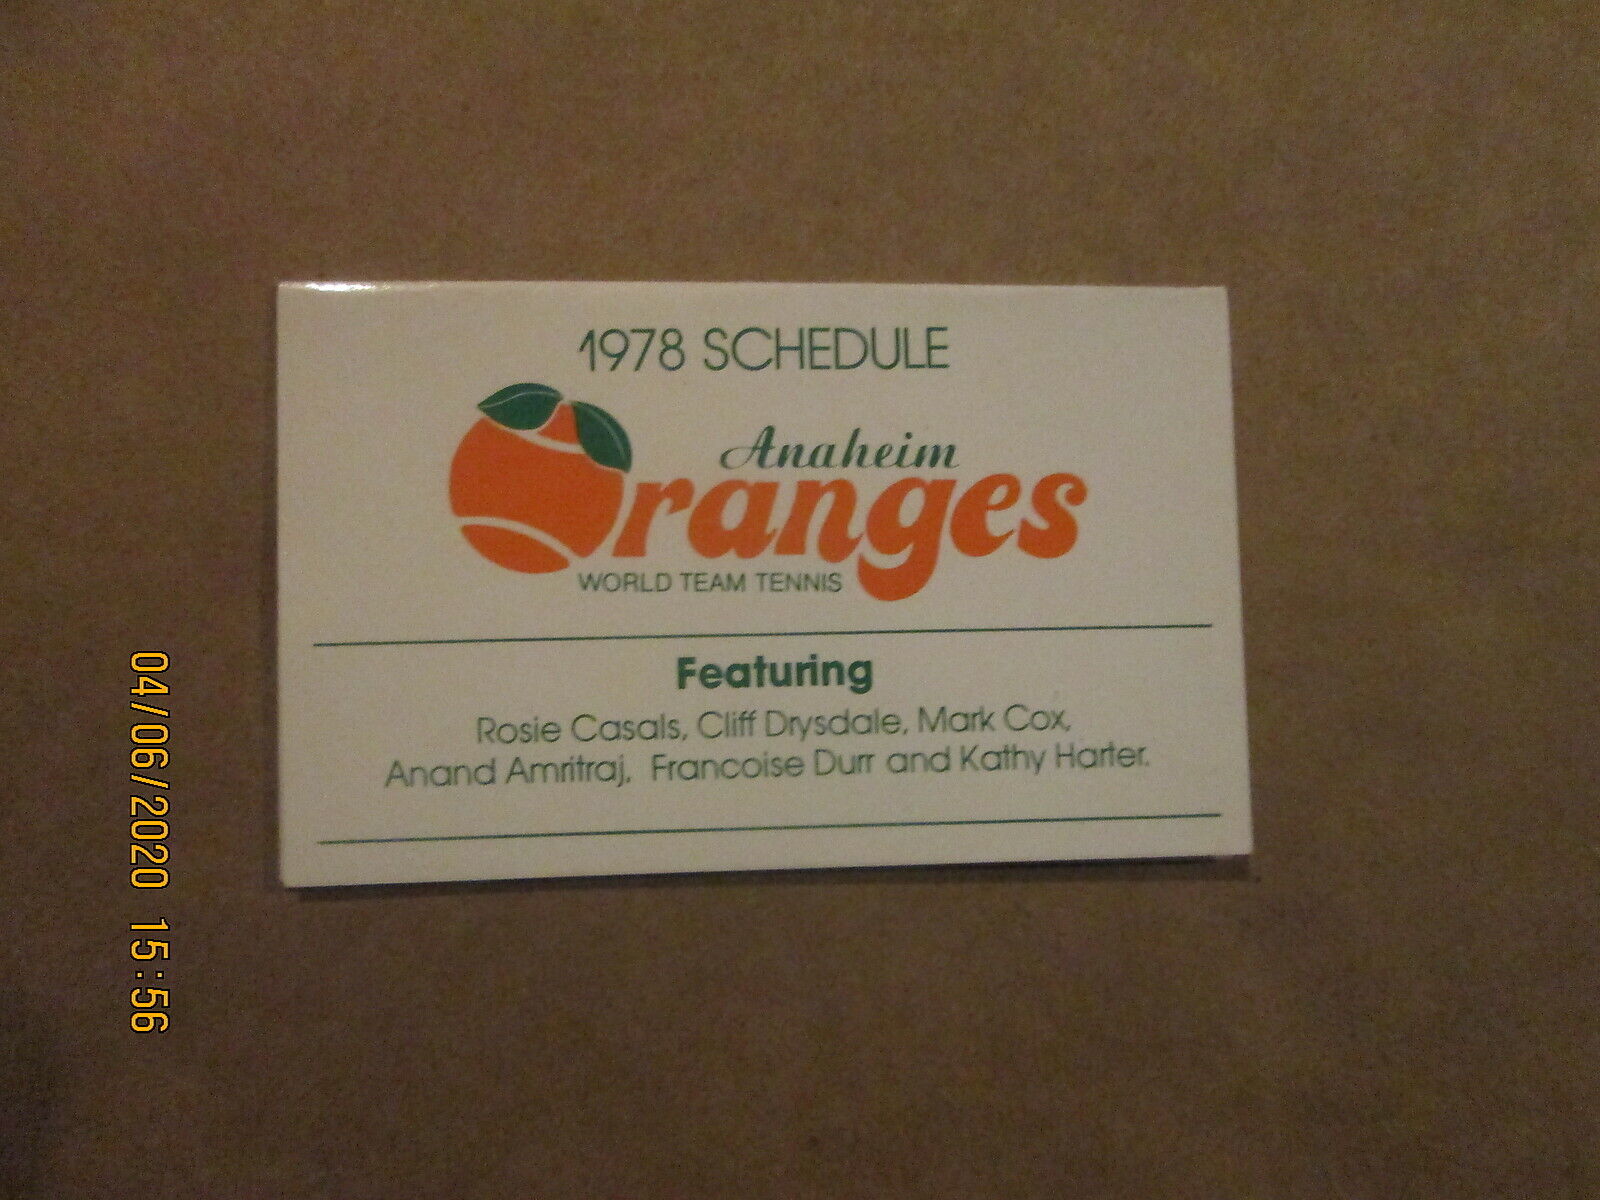 1978 SCHEDULE
Anaheim
Oranges
WORLD TEAM TENNIS
Featuring
Rosie Casals, Cliff Drysdale, Mark Cox,
Anand Amritraj, Francoise Durr and Kathy Harter.
04/06/2020 15:56